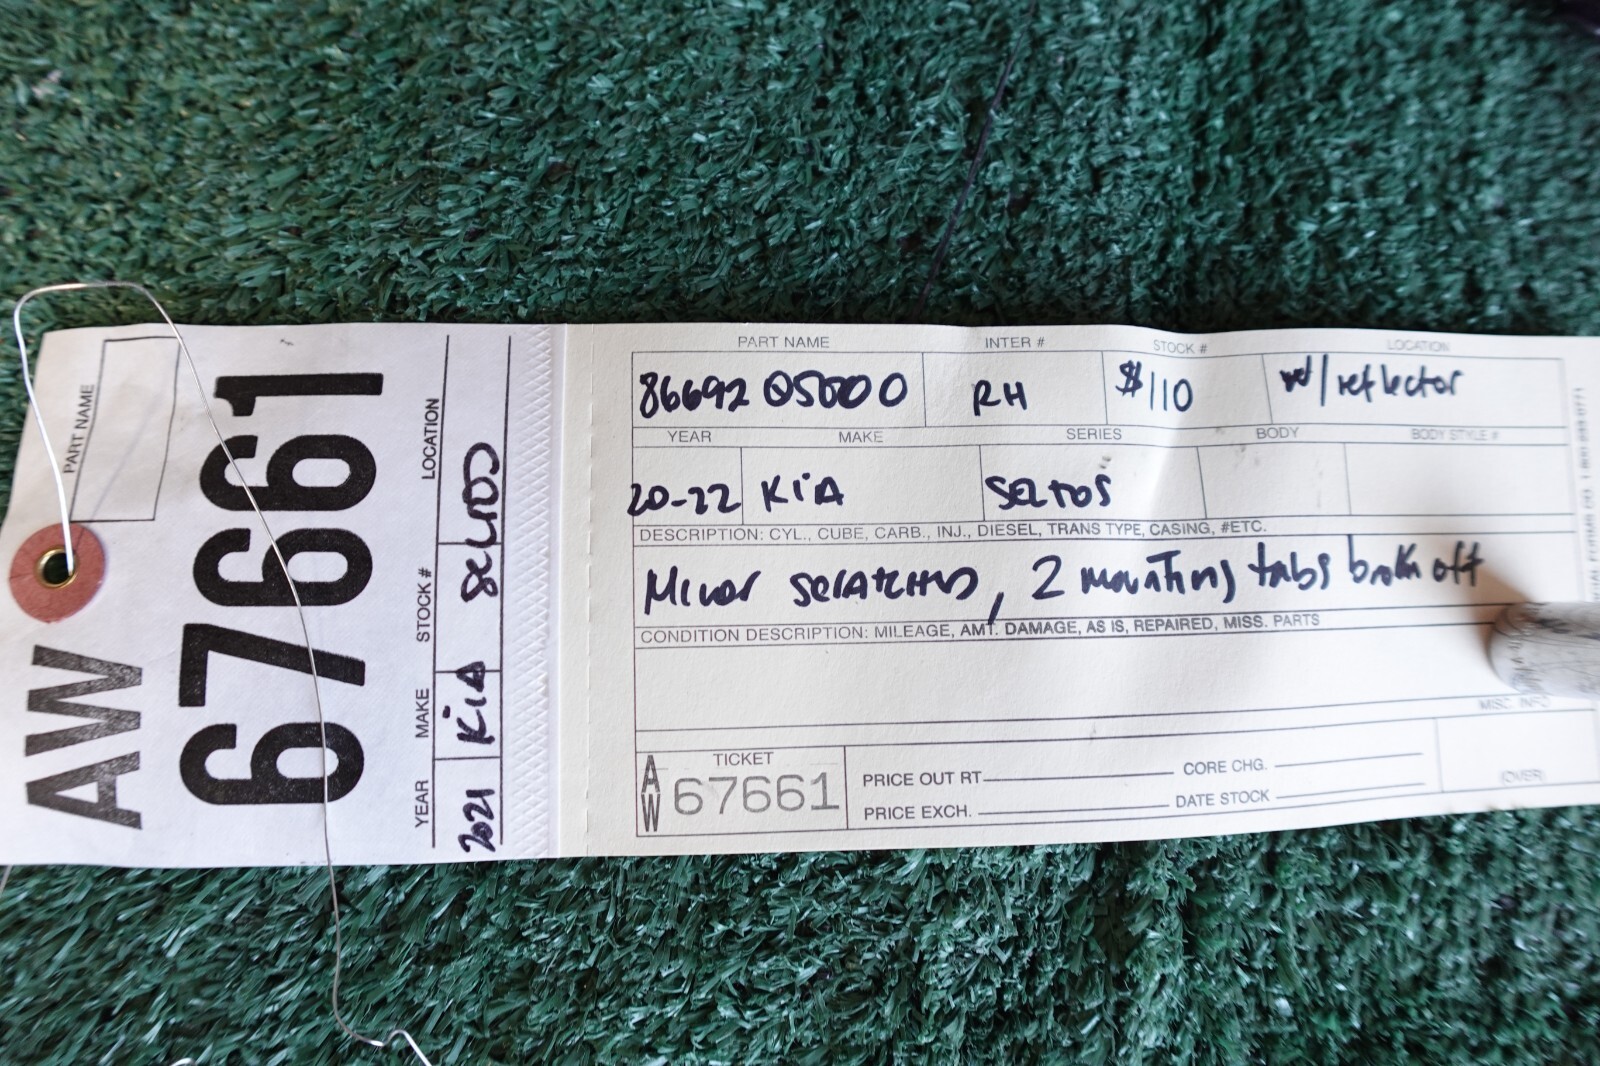 PART NAME
AW
67661
YEAR MAKE STOCK # LOCATION
2021 KiA SELTOS
PART NAME INTER # STOCK # LOCATION
86692 Q5000 RH $110 w/reflector
YEAR MAKE SERIES BODY BODY STYLE #
20-22 KiA SELTOS
DESCRIPTION: CYL., CUBE, CARB., INJ., DIESEL, TRANS TYPE, CASING, #ETC.
Minor SCRATCHES, 2 mounting tabs broken off
CONDITION DESCRIPTION: MILEAGE, AMT. DAMAGE, AS IS, REPAIRED, MISS. PARTS
MISC. INFO
AW TICKET
67661
PRICE OUT RT CORE CHG.
PRICE EXCH. DATE STOCK
(OVER)